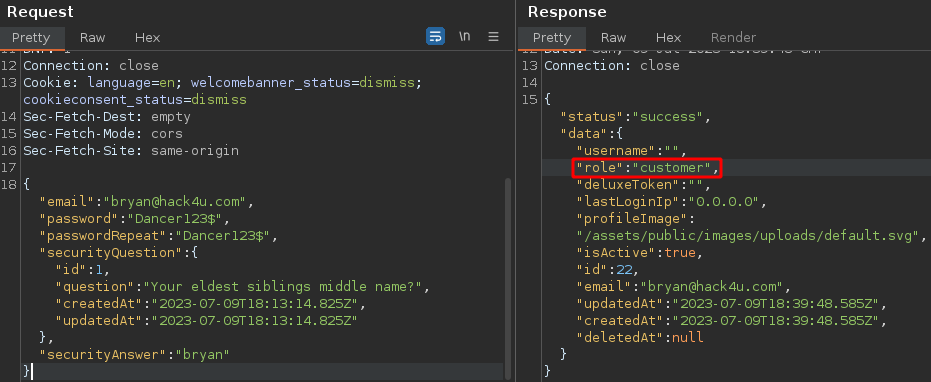 Request
Pretty Raw Hex \n
12 Connection: close
13 Cookie: language=en; welcomebanner_status=dismiss;
cookieconsent_status=dismiss
14 Sec-Fetch-Dest: empty
15 Sec-Fetch-Mode: cors
16 Sec-Fetch-Site: same-origin
17
18 {
"email":"bryan@hack4u.com",
"password":"Dancer123$",
"passwordRepeat":"Dancer123$",
"securityQuestion":{
"id":1,
"question":"Your eldest siblings middle name?",
"createdAt":"2023-07-09T18:13:14.825Z",
"updatedAt":"2023-07-09T18:13:14.825Z"
},
"securityAnswer":"bryan"
}
Response
Pretty Raw Hex Render
13 Connection: close
14
15 {
"status":"success",
"data":{
"username":"",
"role":"customer",
"deluxeToken":"",
"lastLoginIp":"0.0.0.0",
"profileImage":
"/assets/public/images/uploads/default.svg",
"isActive":true,
"id":22,
"email":"bryan@hack4u.com",
"updatedAt":"2023-07-09T18:39:48.585Z",
"createdAt":"2023-07-09T18:39:48.585Z",
"deletedAt":null
}
}